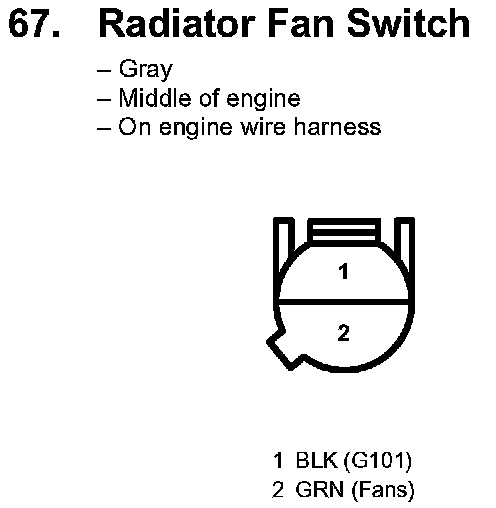 67. Radiator Fan Switch
– Gray
– Middle of engine
– On engine wire harness
1
2
1 BLK (G101)
2 GRN (Fans)